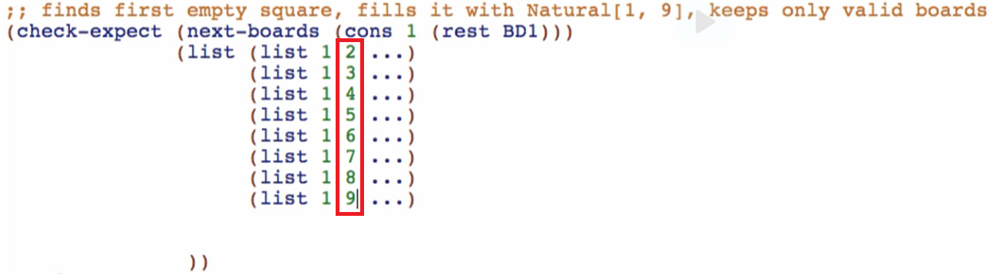 ;; finds first empty square, fills it with Natural[1, 9], keeps only valid boards
(check-expect (next-boards (cons 1 (rest BD1)))
(list (list 1 2 ...)
(list 1 3 ...)
(list 1 4 ...)
(list 1 5 ...)
(list 1 6 ...)
(list 1 7 ...)
(list 1 8 ...)
(list 1 9 ...)
))